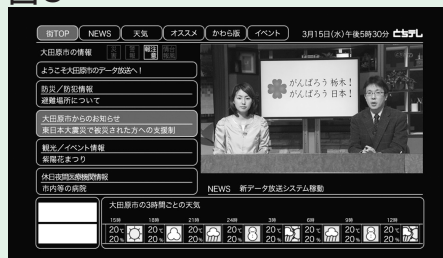 街TOP NEWS 天気 オススメ かわら版 イベント 3月15日(水)午後5時30分 とちテレ
大田原市の情報
ようこそ大田原市のデータ放送へ!
防災/防犯情報
避難場所について
大田原市からのお知らせ
東日本大震災で被災された方への支援制
観光/イベント情報
紫陽花まつり
休日夜間医療機関情報
市内等の病院
がんばろう 栃木!
がんばろう 日本!
NEWS 新データ放送システム稼動
大田原市の3時間ごとの天気
15時 18時 21時 24時 3時 6時 9時 12時
20℃ 20℃ 20℃ 20℃ 20℃ 20℃ 20℃ 20℃
20% 20% 20% 20% 20% 20% 20% 20%